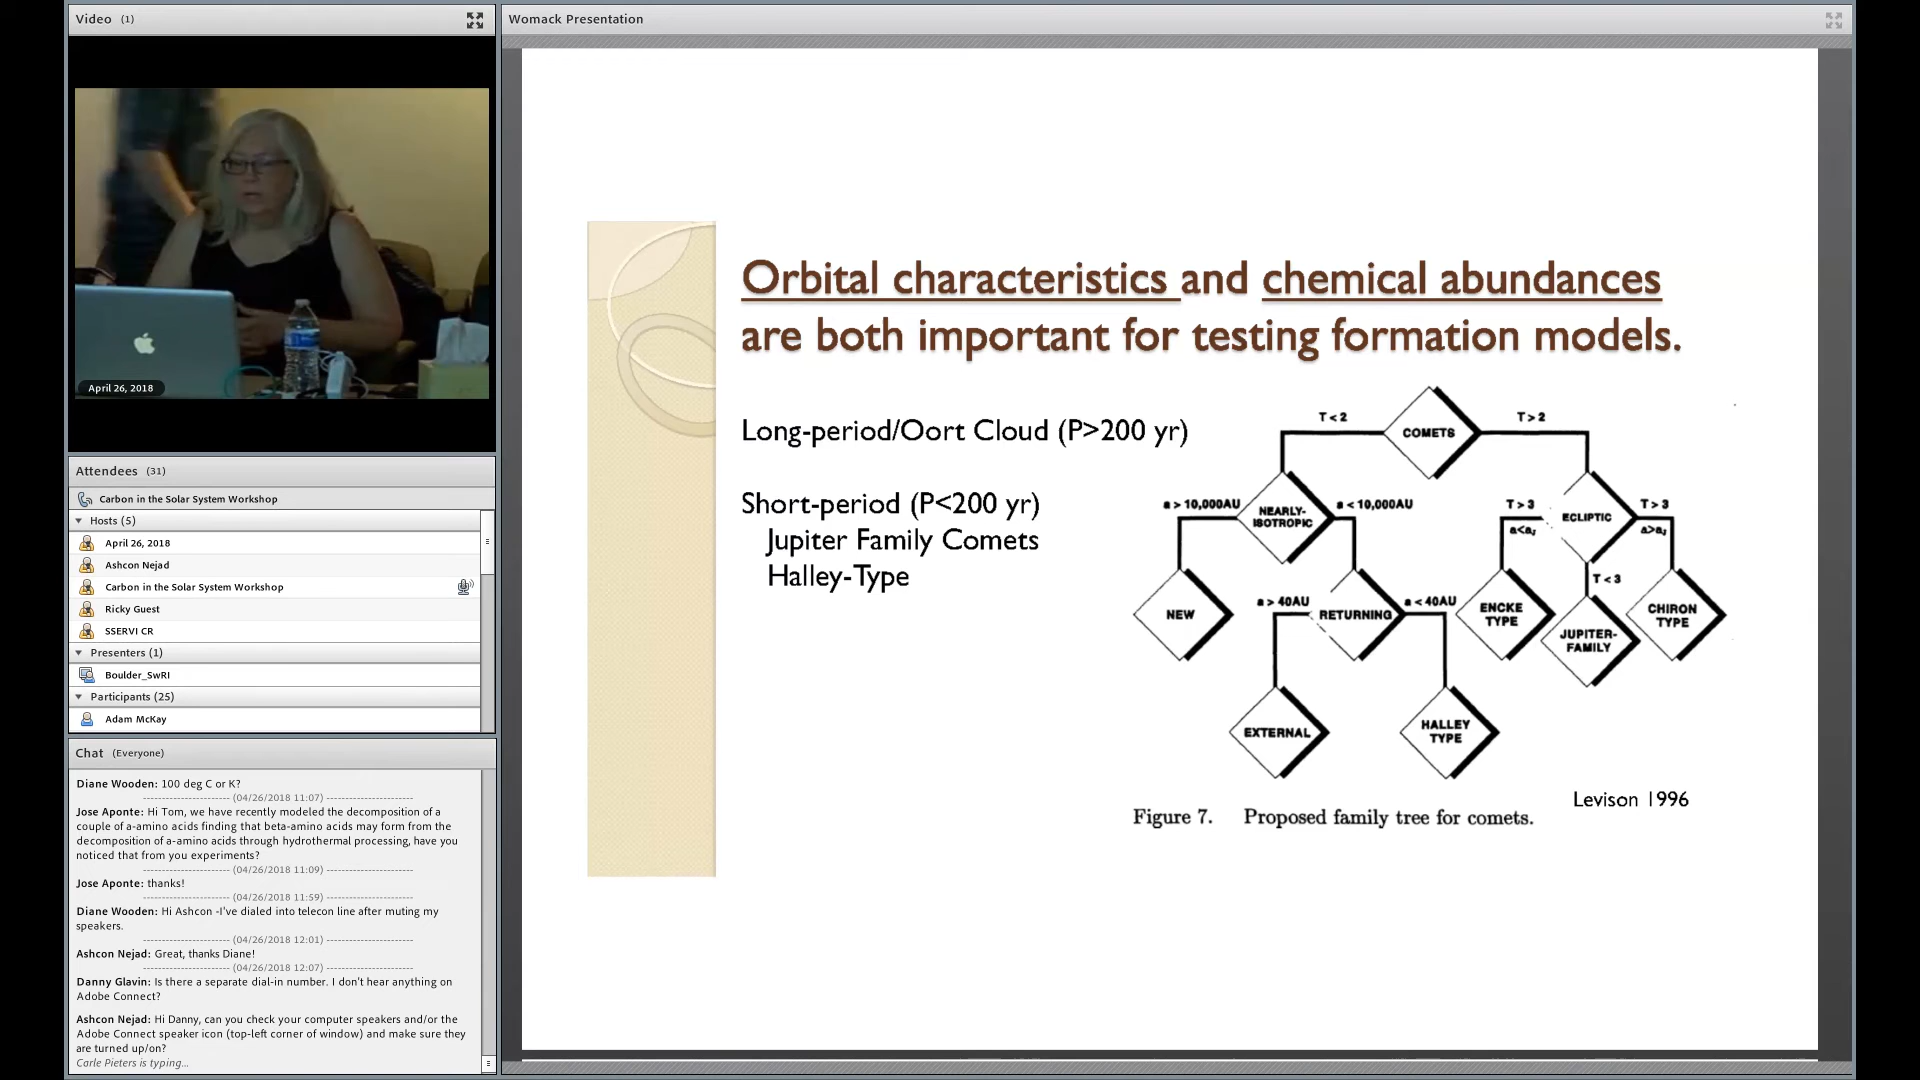 Video (1)
April 26, 2018
Attendees (31)
Carbon in the Solar System Workshop
Hosts (5)
April 26, 2018
Ashcon Nejad
Carbon in the Solar System Workshop
Ricky Guest
SSERVI CR
Presenters (1)
Boulder_SwRI
Participants (25)
Adam McKay
Chat (Everyone)
Diane Wooden: 100 deg C or K?
---------------------- (04/26/2018 11:07) ----------------------
Jose Aponte: Hi Tom, we have recently modeled the decomposition of a
couple of a-amino acids finding that beta-amino acids may form from the
decomposition of a-amino acids through hydrothermal processing, have you
noticed that from you experiments?
---------------------- (04/26/2018 11:09) ----------------------
Jose Aponte: thanks!
---------------------- (04/26/2018 11:59) ----------------------
Diane Wooden: Hi Ashcon -I've dialed into telecon line after muting my
speakers.
---------------------- (04/26/2018 12:01) ----------------------
Ashcon Nejad: Great, thanks Diane!
---------------------- (04/26/2018 12:07) ----------------------
Danny Glavin: Is there a separate dial-in number. I don't hear anything on
Adobe Connect?
Ashcon Nejad: Hi Danny, can you check your computer speakers and/or the
Adobe Connect speaker icon (top-left corner of window) and make sure they
are turned up/on?
Carle Pieters is typing...
Womack Presentation
Orbital characteristics and chemical abundances
are both important for testing formation models.
Long-period/Oort Cloud (P>200 yr)
Short-period (P<200 yr)
Jupiter Family Comets
Halley-Type
COMETS
T < 2
T > 2
NEARLY-
ISOTROPIC
a > 10,000AU
a < 10,000AU
ECLIPTIC
T > 3
a<aJ
T > 3
a>aJ
T < 3
NEW
RETURNING
a > 40AU
a < 40AU
ENCKE
TYPE
JUPITER-
FAMILY
CHIRON
TYPE
EXTERNAL
HALLEY
TYPE
Levison 1996
Figure 7. Proposed family tree for comets.